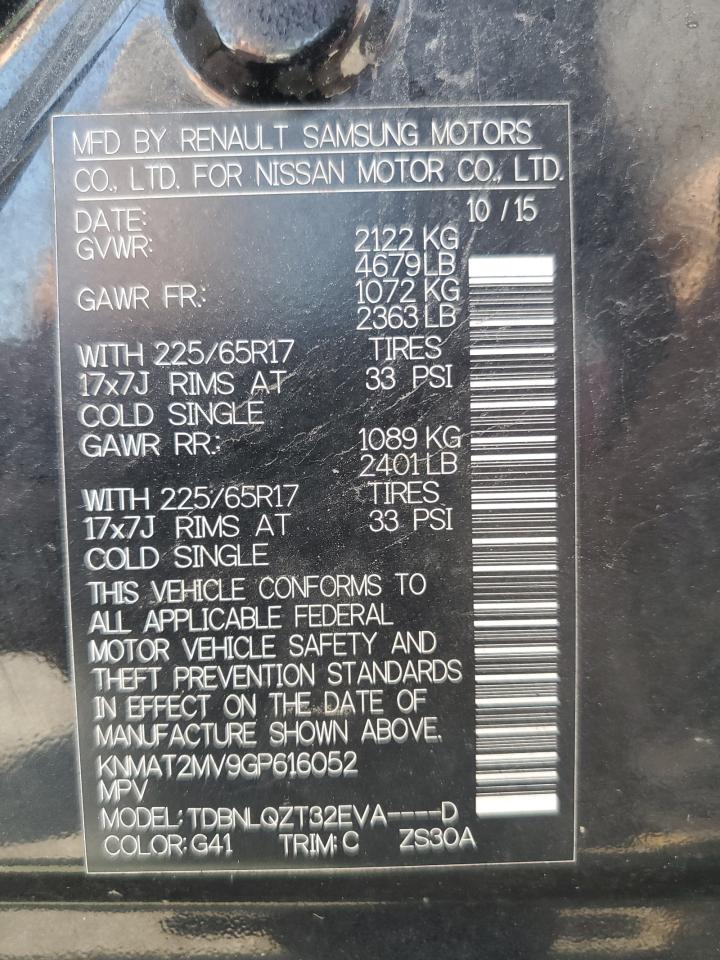 MFD BY RENAULT SAMSUNG MOTORS
CO., LTD. FOR NISSAN MOTOR CO., LTD.
DATE: 10 / 15
GVWR: 2122 KG
4679 LB
GAWR FR.: 1072 KG
2363 LB
WITH 225/65R17 TIRES
17x7J RIMS AT 33 PSI
COLD SINGLE
GAWR RR.: 1089 KG
2401 LB
WITH 225/65R17 TIRES
17x7J RIMS AT 33 PSI
COLD SINGLE
THIS VEHICLE CONFORMS TO
ALL APPLICABLE FEDERAL
MOTOR VEHICLE SAFETY AND
THEFT PREVENTION STANDARDS
IN EFFECT ON THE DATE OF
MANUFACTURE SHOWN ABOVE.
KNMAT2MV9GP616052
MPV
MODEL: TDBNLQZT32EVA----D
COLOR: G41 TRIM: C ZS30A